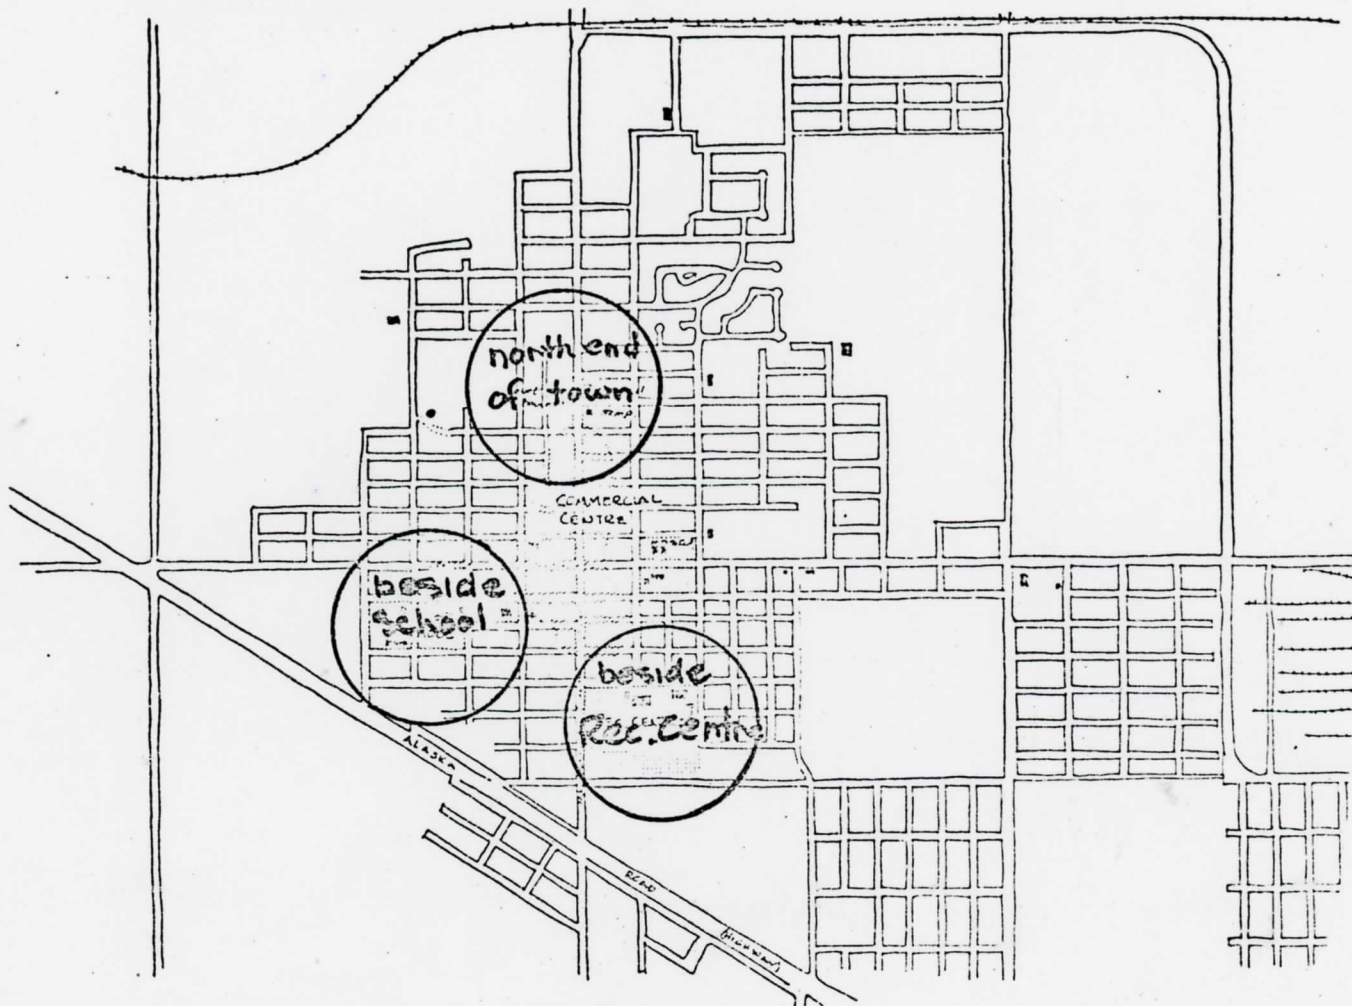 north end
of town
COMMERCIAL
CENTRE
beside
school
beside
Rec. Centre
ALASKA
ROAD
HIGHWAY